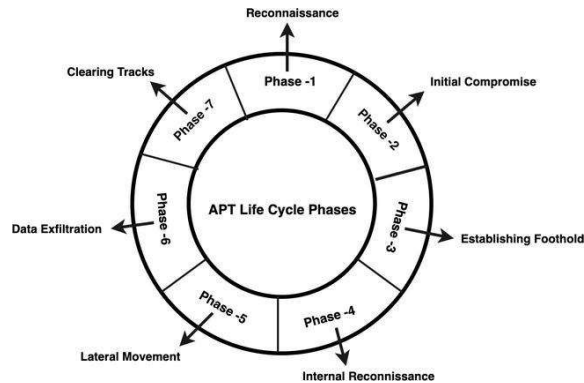 Reconnaissance
Phase -1
Initial Compromise
Phase -2
Establishing Foothold
Phase -3
Internal Reconnissance
Phase -4
Lateral Movement
Phase -5
Data Exfiltration
Phase -6
Clearing Tracks
Phase -7
APT Life Cycle Phases